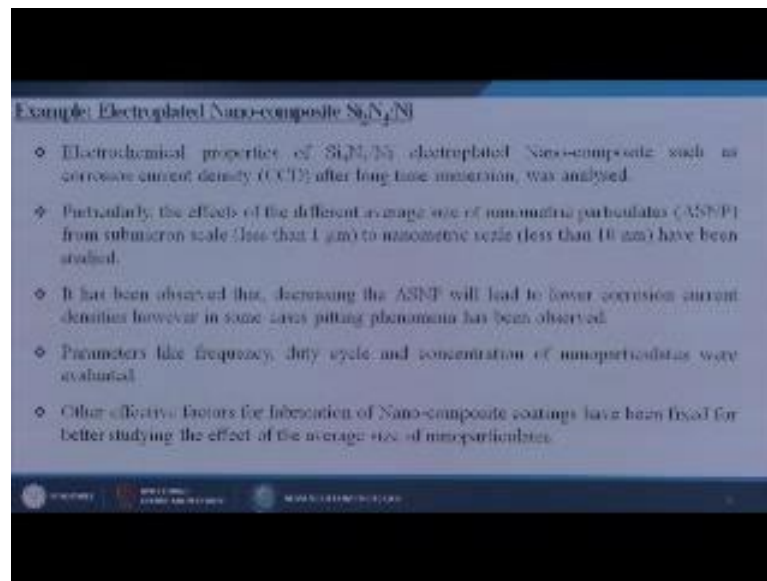 Example: Electroplated Nano-composite Si₃N₄/Ni
❖ Electrochemical properties of Si₃N₄/Ni electroplated Nano-composite such as
corrosion current density (CCD) after long time immersion, was analysed.
❖ Particularly, the effects of the different average size of nanometric particulates (ASNP)
from submicron scale (less than 1 µm) to nanometric scale (less than 10 nm) have been
studied.
❖ It has been observed that, decreasing the ASNP will lead to lower corrosion current
densities however in some cases pitting phenomena has been observed.
❖ Parameters like frequency, duty cycle and concentration of nanoparticulates were
evaluated.
❖ Other effective factors for fabrication of Nano-composite coatings have been fixed for
better studying the effect of the average size of nanoparticulates.